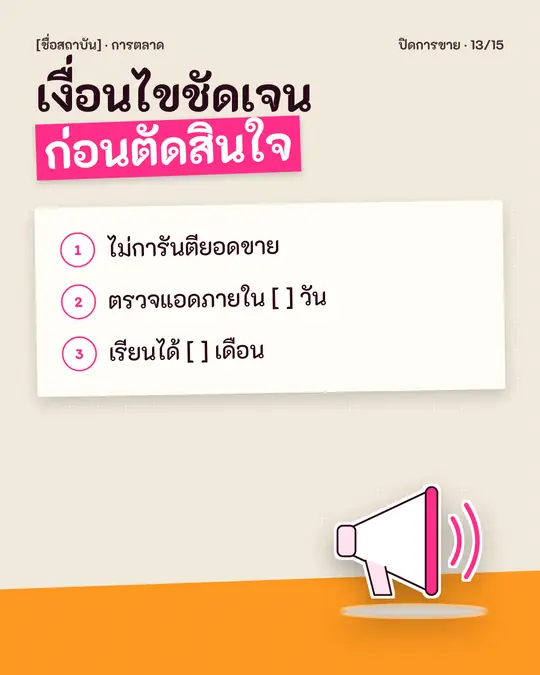 [ชื่อสถาบัน] · การตลาด
ปิดการขาย · 13/15
เงื่อนไขชัดเจน
ก่อนตัดสินใจ
1 ไม่การันตียอดขาย
2 ตรวจแอดภายใน [ ] วัน
3 เรียนได้ [ ] เดือน